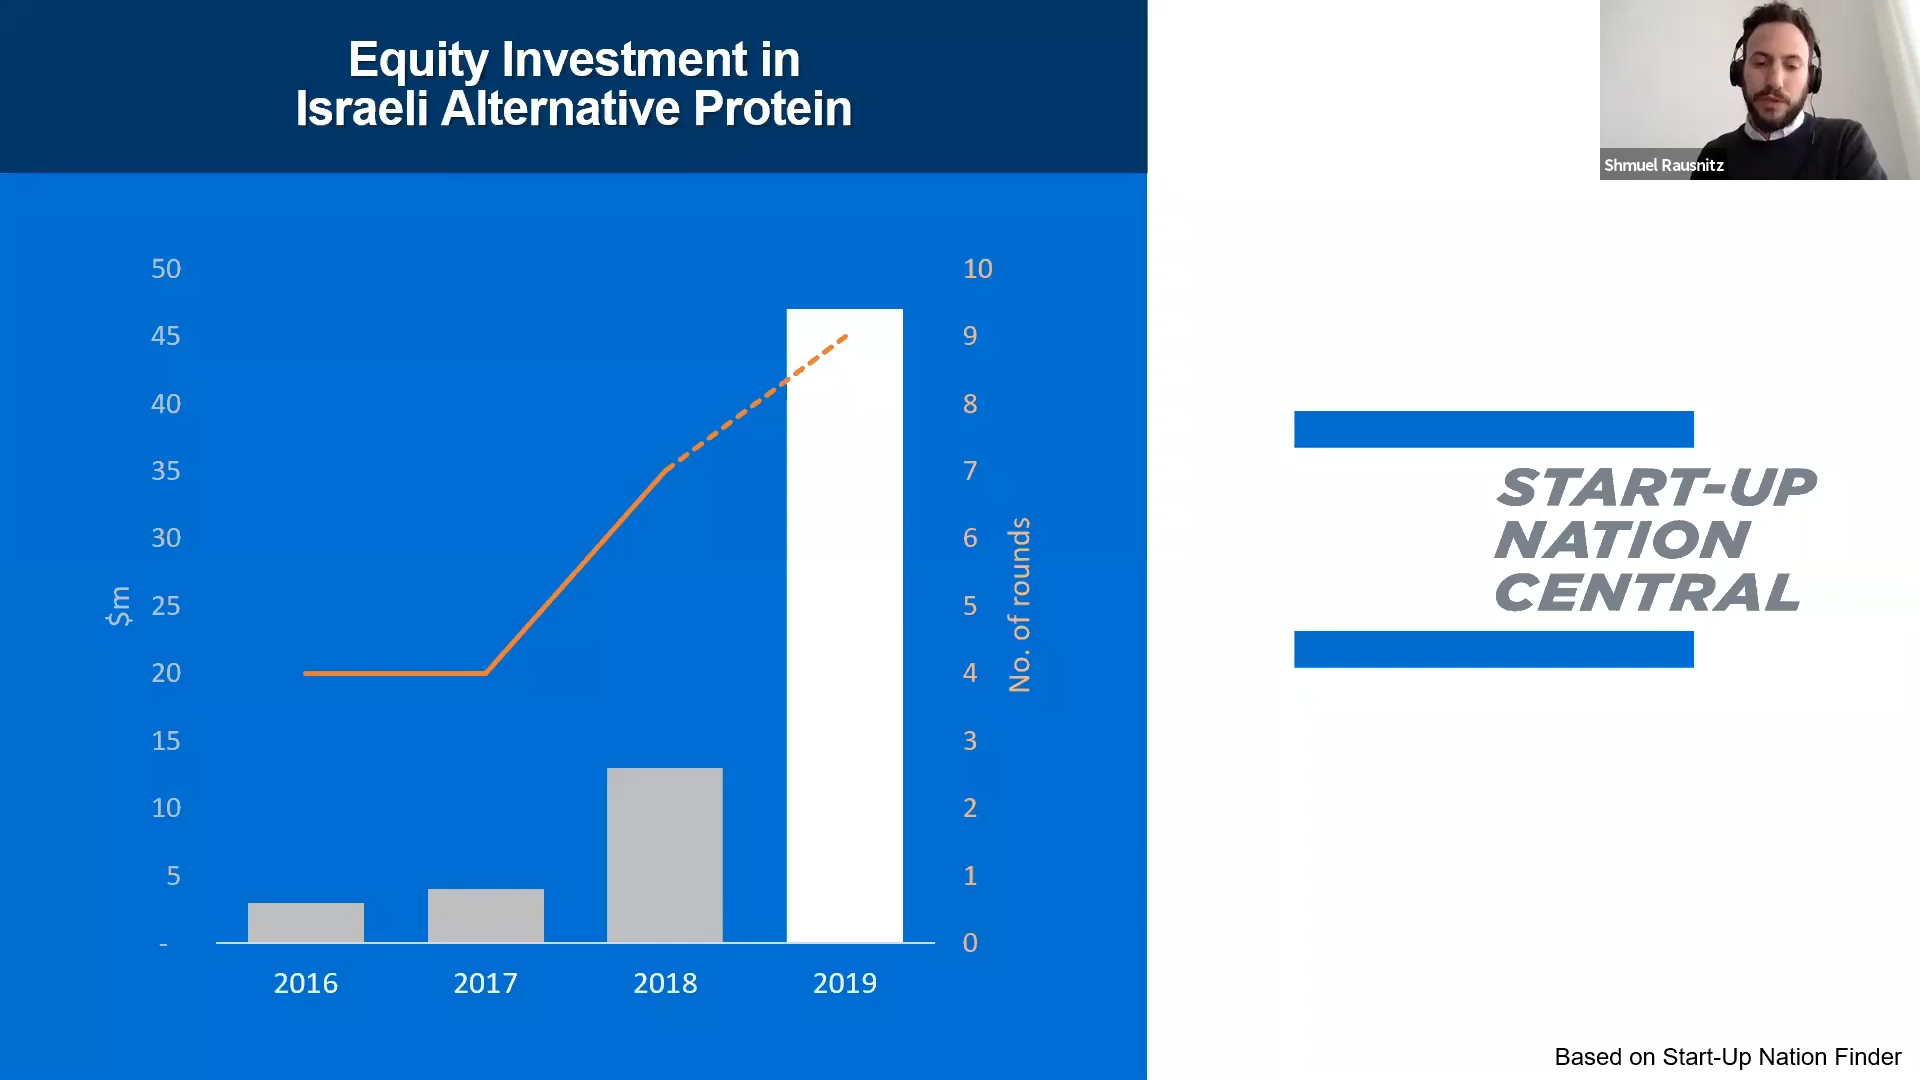 Equity Investment in
Israeli Alternative Protein
Shmuel Rausnitz
50
45
40
35
30
25
20
15
10
5
-
$m
10
9
8
7
6
5
4
3
2
1
0
No. of rounds
2016
2017
2018
2019
START-UP
NATION
CENTRAL
Based on Start-Up Nation Finder